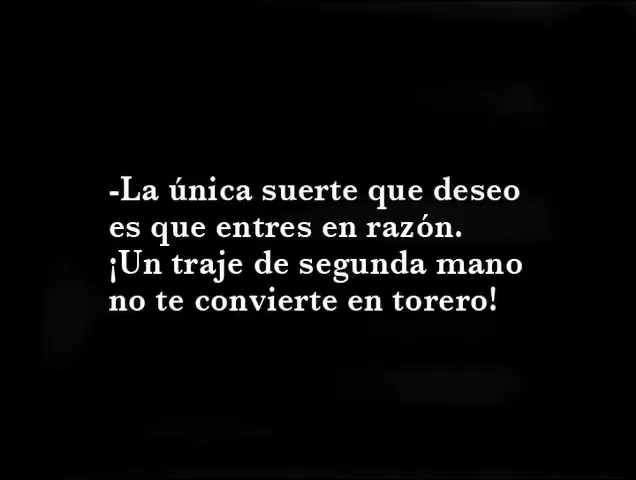 -La única suerte que deseo
es que entres en razón.
¡Un traje de segunda mano
no te convierte en torero!